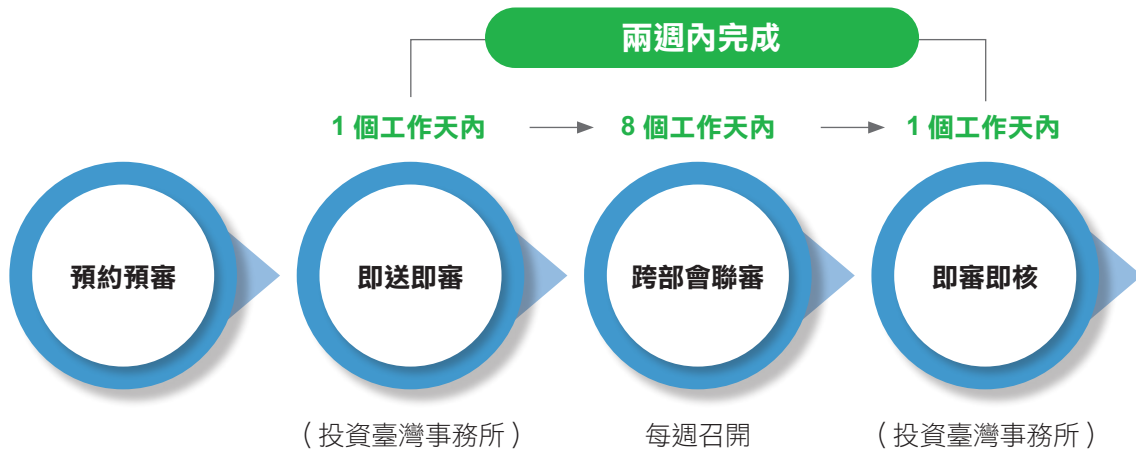 兩週內完成
1 個工作天內
8 個工作天內
1 個工作天內
預約預審
即送即審
跨部會聯審
即審即核
（投資臺灣事務所）
每週召開
（投資臺灣事務所）